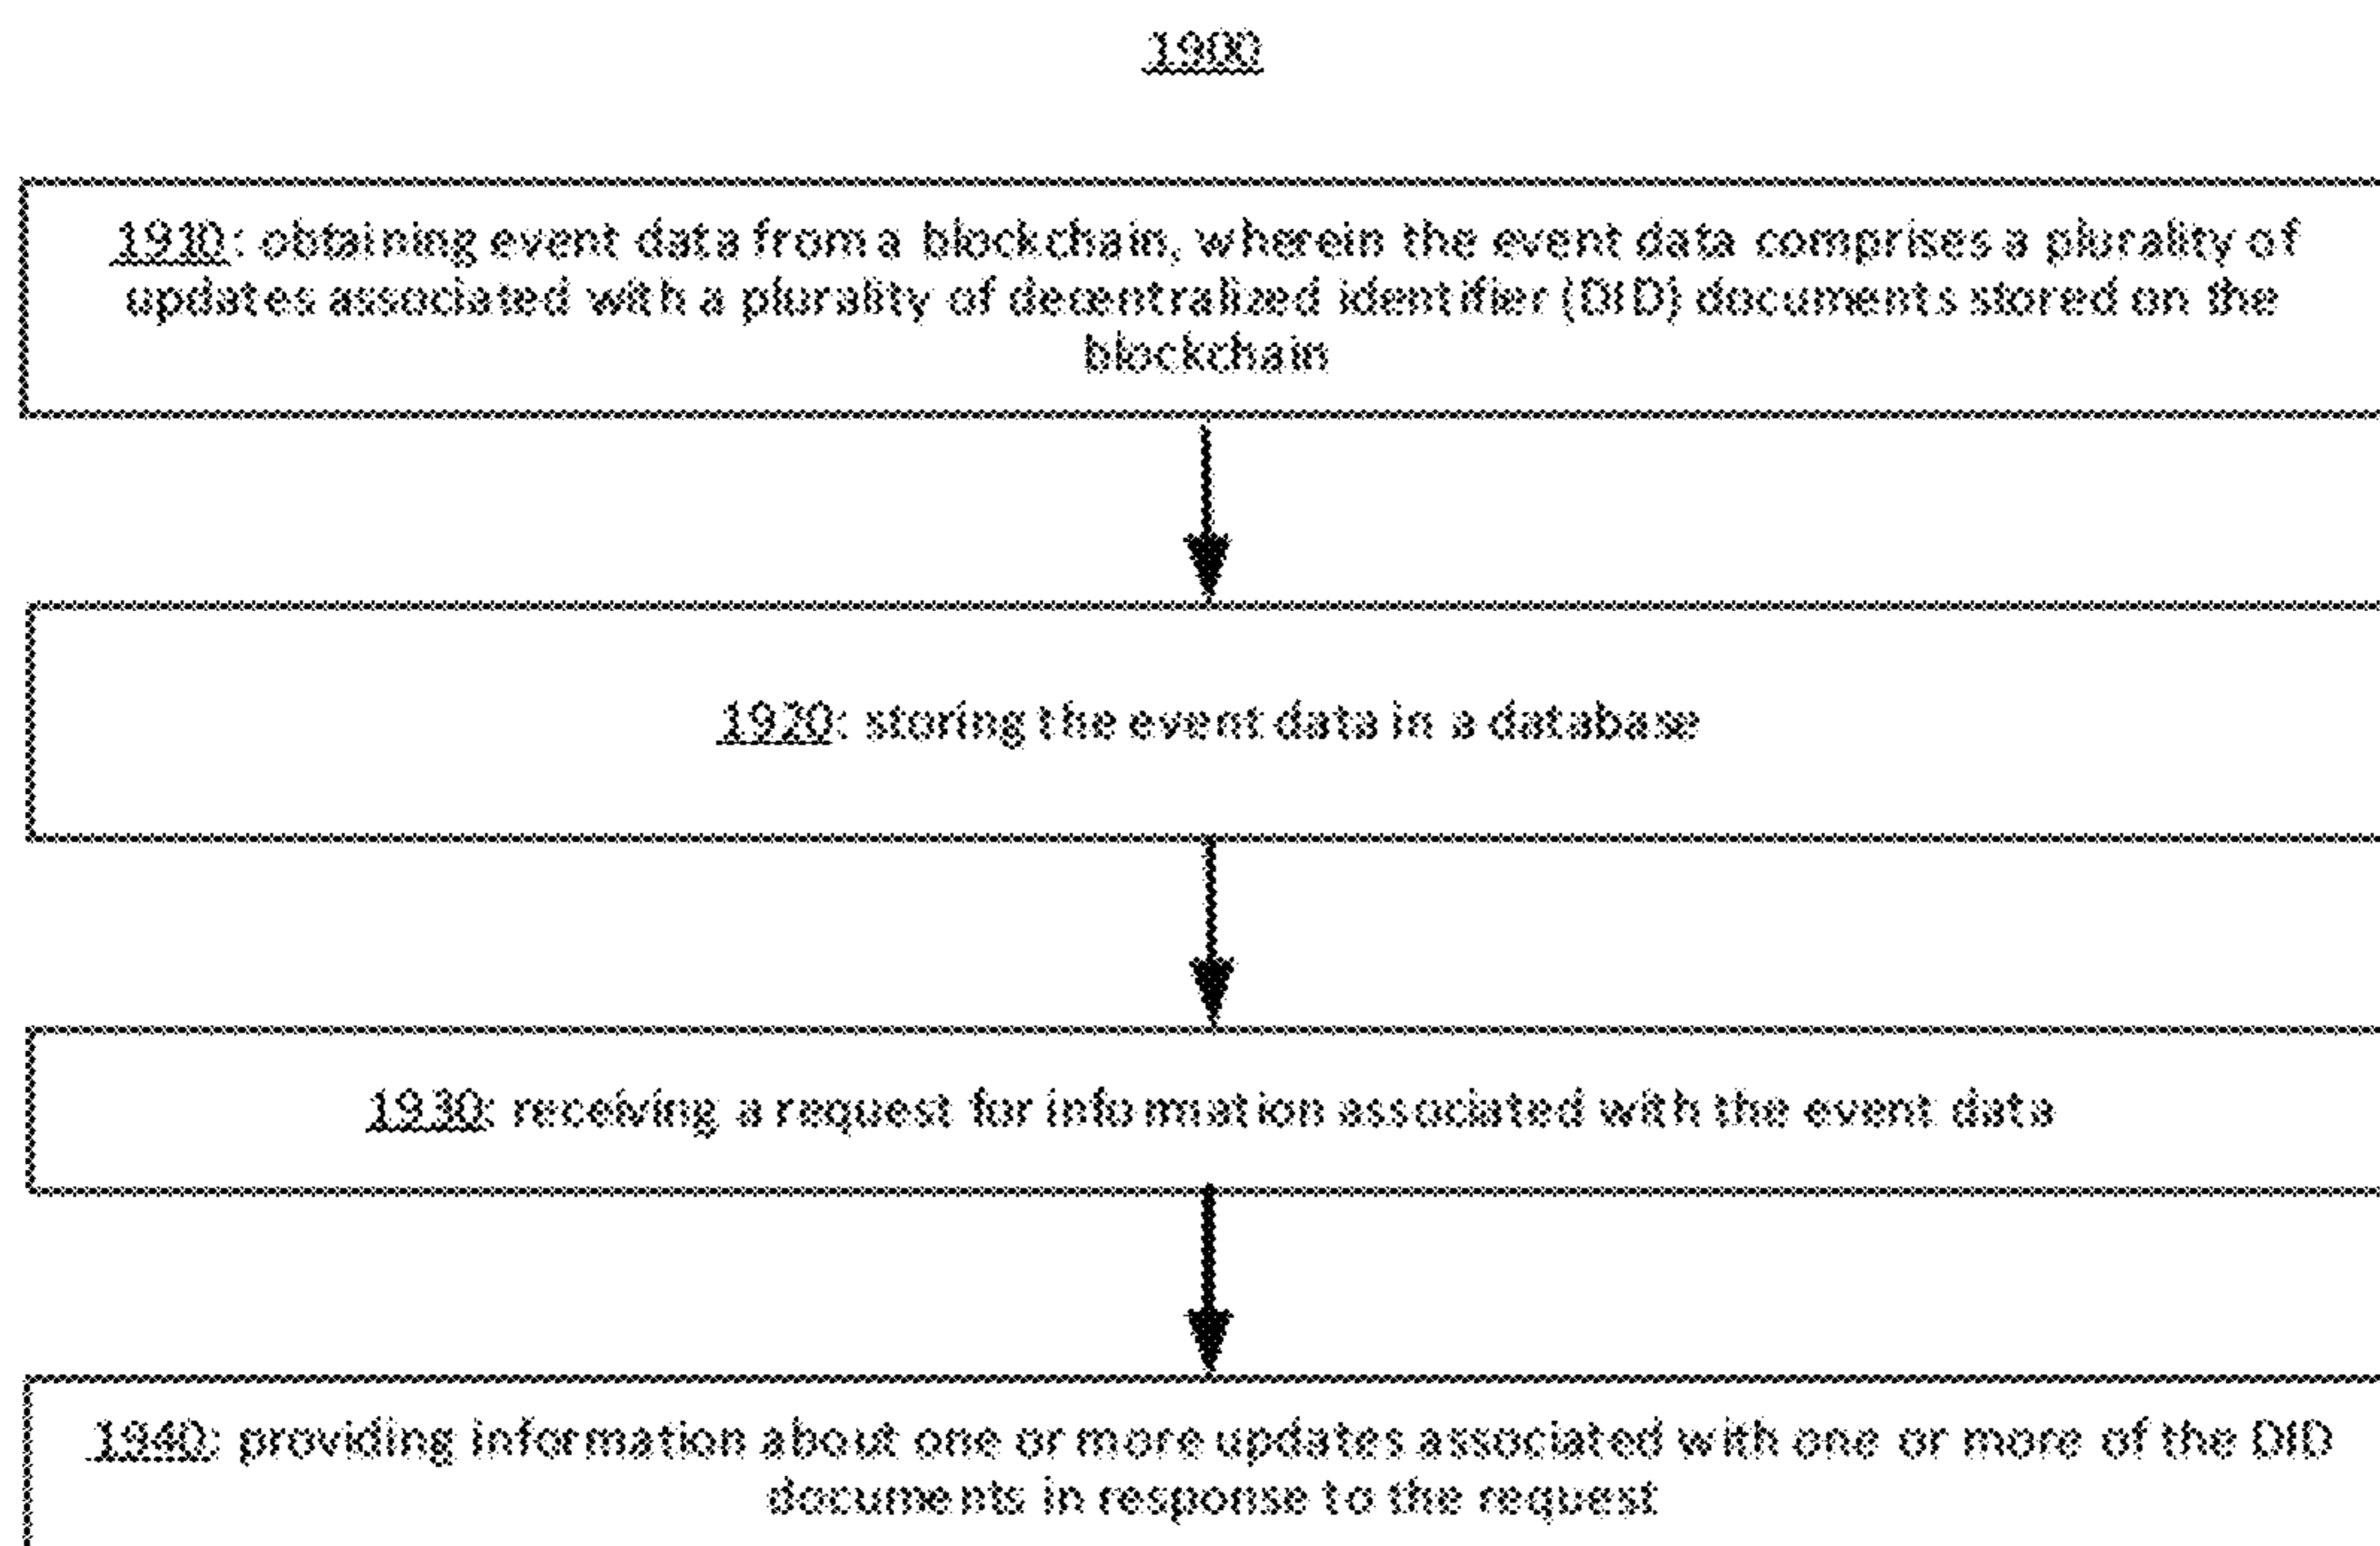 1900
1910: obtaining event data from a blockchain, wherein the event data comprises a plurality of
updates associated with a plurality of decentralized identifier (DID) documents stored on the
blockchain
1920: storing the event data in a database
1930: receiving a request for information associated with the event data
1940: providing information about one or more updates associated with one or more of the DID
documents in response to the request